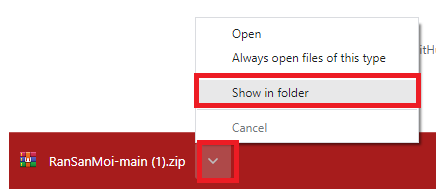 Open
Always open files of this type
Show in folder
Cancel
RanSanMoi-main (1).zip